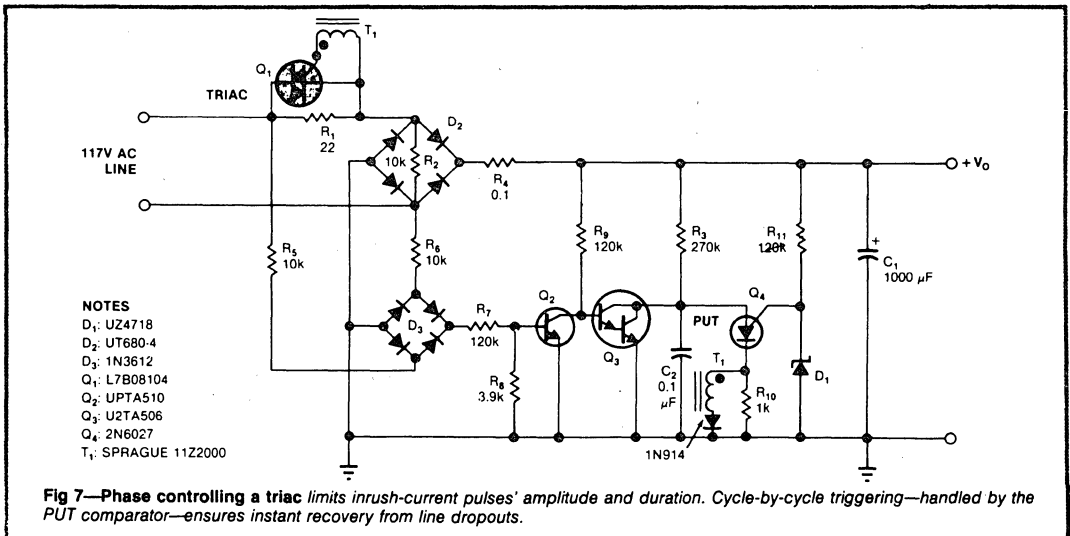 T₁
Q₁
TRIAC
R₁
22
D₂
117V AC
LINE
10k
R₂
R₄
0.1
+ V₀
R₅
10k
R₆
10k
R₉
120k
R₃
270k
R₁₁
120k
C₁
1000 µF
+
NOTES
D₁: UZ4718
D₂: UT680-4
D₃: 1N3612
Q₁: L7B08104
Q₂: UPTA510
Q₃: U2TA506
Q₄: 2N6027
T₁: SPRAGUE 11Z2000
D₃
R₇
120k
Q₂
Q₃
Q₄
PUT
R₈
3.9k
C₂
0.1
µF
T₁
R₁₀
1k
D₁
1N914
Fig 7—Phase controlling a triac limits inrush-current pulses' amplitude and duration. Cycle-by-cycle triggering—handled by the
PUT comparator—ensures instant recovery from line dropouts.